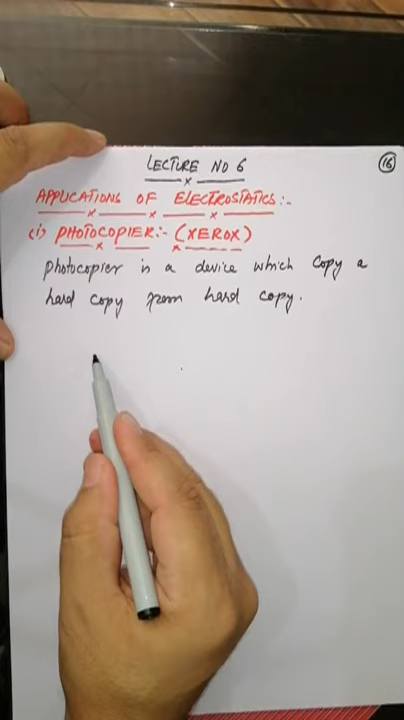 LECTURE NO 6
16
APPLICATIONS OF ELECTROSTATICS:-
(i) PHOTOCOPIER:- (XEROX)
photocopier is a device which copy a
hard copy from hard copy.